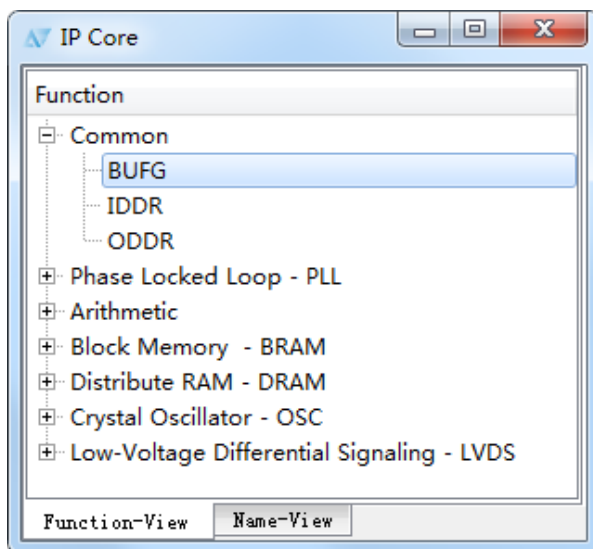 IP Core
Function
Common
BUFG
IDDR
ODDR
Phase Locked Loop - PLL
Arithmetic
Block Memory - BRAM
Distribute RAM - DRAM
Crystal Oscillator - OSC
Low-Voltage Differential Signaling - LVDS
Function-View Name-View